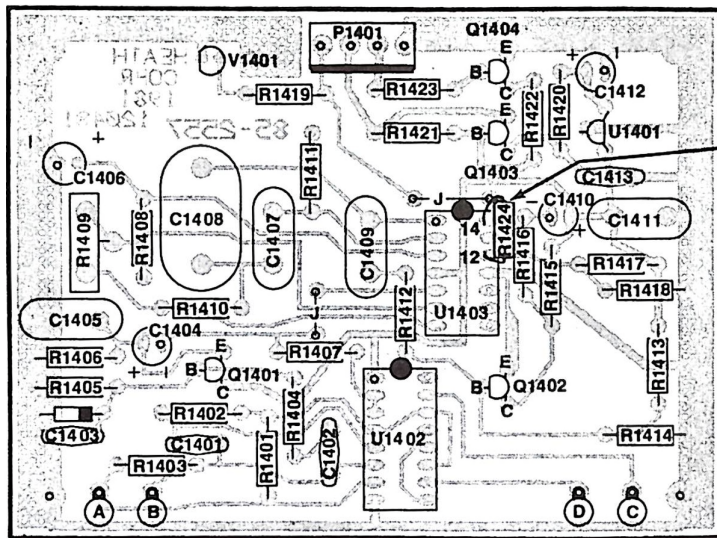 P1401
Q1404
E
V1401
B
HEATH
CO-P
1981
C
+
-
R1419
R1423
R1422
R1420
C1412
85-2557
E
R1421
B
U1401
C
-
+
R1411
Q1403
C1406
C1413
J
R1409
R1408
C1408
C1407
C1409
14
R1424
-
C1410
C1411
12
R1416
+
R1415
R1417
R1410
J
R1412
U1403
R1418
C1405
C1404
R1406
+
-
E
R1407
R1413
R1405
B
Q1401
E
C
B
Q1402
C
R1402
R1404
C1403
C1401
R1401
C1402
U1402
R1414
R1403
A
B
D
C